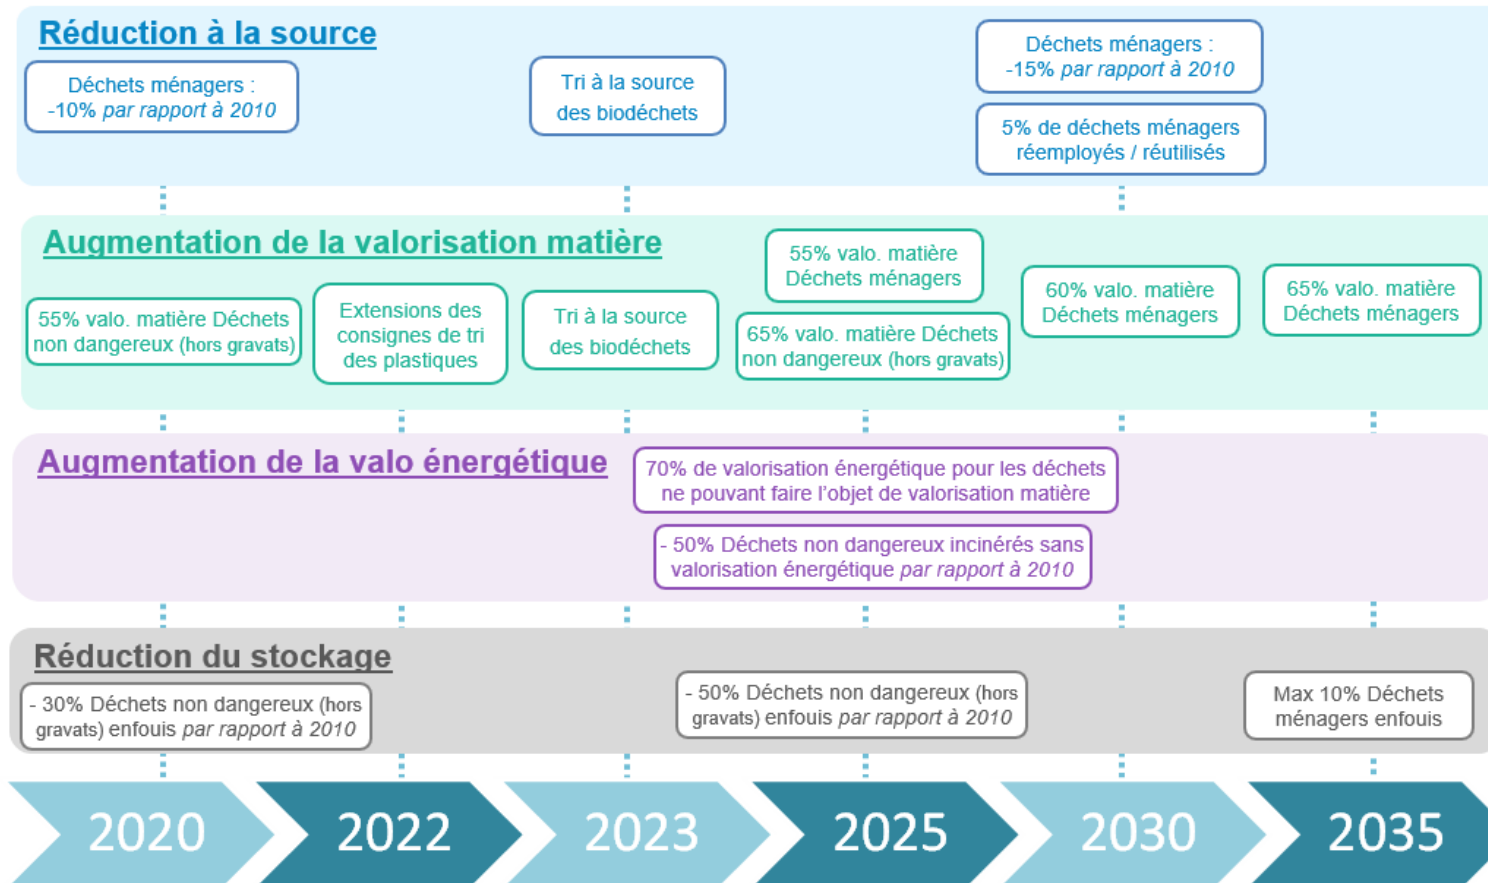 Réduction à la source
Déchets ménagers :
-10% par rapport à 2010
Tri à la source
des biodéchets
Déchets ménagers :
-15% par rapport à 2010
5% de déchets ménagers
réemployés / réutilisés
Augmentation de la valorisation matière
55% valo. matière Déchets
non dangereux (hors gravats)
Extensions des
consignes de tri
des plastiques
Tri à la source
des biodéchets
55% valo. matière
Déchets ménagers
65% valo. matière Déchets
non dangereux (hors gravats)
60% valo. matière
Déchets ménagers
65% valo. matière
Déchets ménagers
Augmentation de la valo énergétique
70% de valorisation énergétique pour les déchets
ne pouvant faire l'objet de valorisation matière
- 50% Déchets non dangereux incinérés sans
valorisation énergétique par rapport à 2010
Réduction du stockage
- 30% Déchets non dangereux (hors
gravats) enfouis par rapport à 2010
- 50% Déchets non dangereux (hors
gravats) enfouis par rapport à 2010
Max 10% Déchets
ménagers enfouis
2020
2022
2023
2025
2030
2035